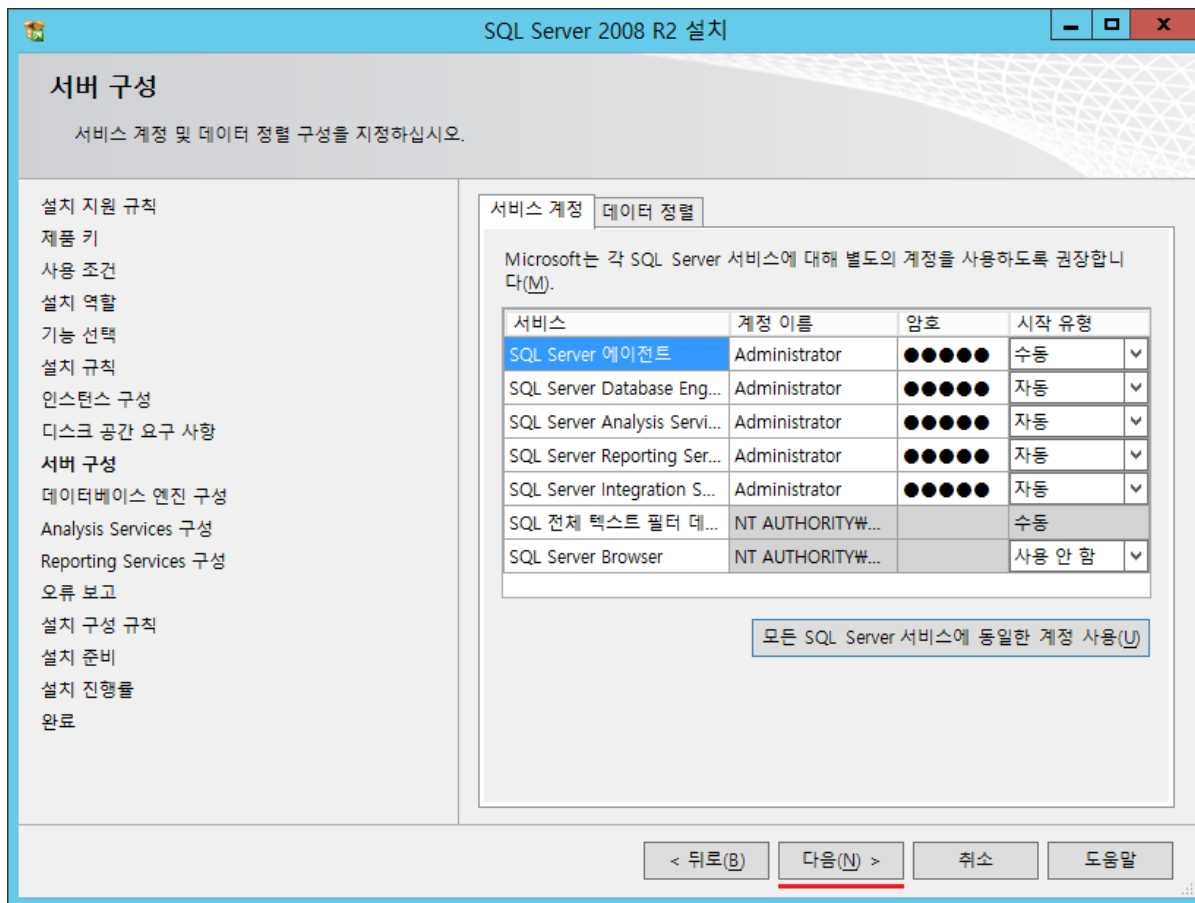 SQL Server 2008 R2 설치
서버 구성
서비스 계정 및 데이터 정렬 구성을 지정하십시오.
설치 지원 규칙
제품 키
사용 조건
설치 역할
기능 선택
설치 규칙
인스턴스 구성
디스크 공간 요구 사항
서버 구성
데이터베이스 엔진 구성
Analysis Services 구성
Reporting Services 구성
오류 보고
설치 구성 규칙
설치 준비
설치 진행률
완료
서비스 계정 데이터 정렬
Microsoft는 각 SQL Server 서비스에 대해 별도의 계정을 사용하도록 권장합니
다(M).
서비스 계정 이름 암호 시작 유형
SQL Server 에이전트 Administrator ●●●●● 수동
SQL Server Database Eng... Administrator ●●●●● 자동
SQL Server Analysis Servi... Administrator ●●●●● 자동
SQL Server Reporting Ser... Administrator ●●●●● 자동
SQL Server Integration S... Administrator ●●●●● 자동
SQL 전체 텍스트 필터 데... NT AUTHORITY₩... 수동
SQL Server Browser NT AUTHORITY₩... 사용 안 함
모든 SQL Server 서비스에 동일한 계정 사용(U)
< 뒤로(B) 다음(N) > 취소 도움말